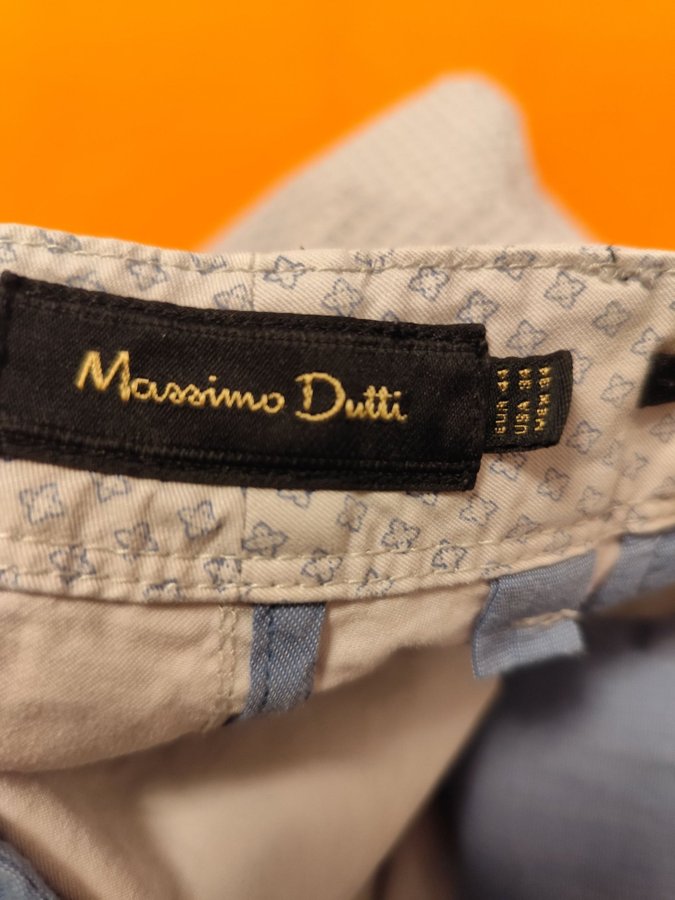 Massimo Dutti
EUR 44
USA 34
MEX 34